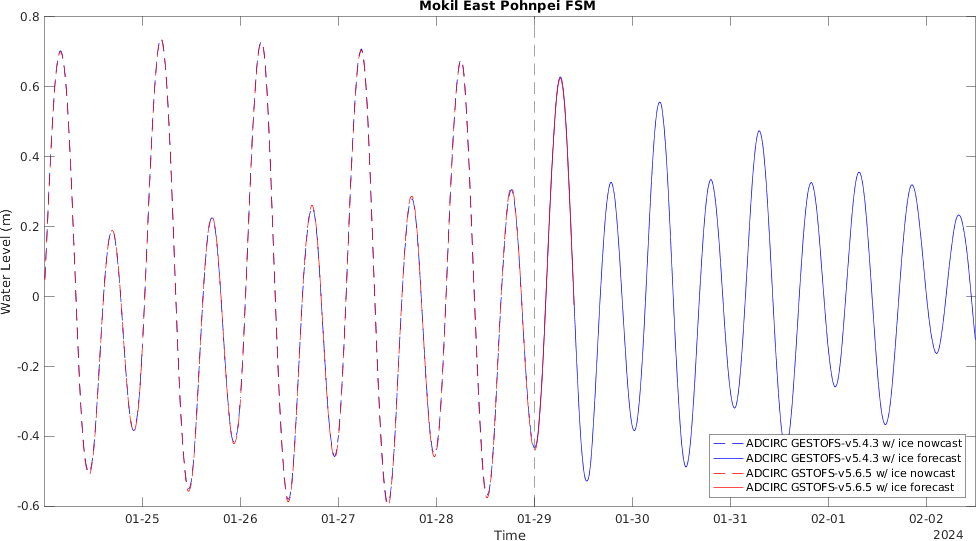 Mokil East Pohnpei FSM
0.8
0.6
0.4
0.2
0
-0.2
-0.4
-0.6
Water Level (m)
ADCIRC GESTOFS-v5.4.3 w/ ice nowcast
ADCIRC GESTOFS-v5.4.3 w/ ice forecast
ADCIRC GSTOFS-v5.6.5 w/ ice nowcast
ADCIRC GSTOFS-v5.6.5 w/ ice forecast
01-25 01-26 01-27 01-28 01-29 01-30 01-31 02-01 02-02
Time
2024